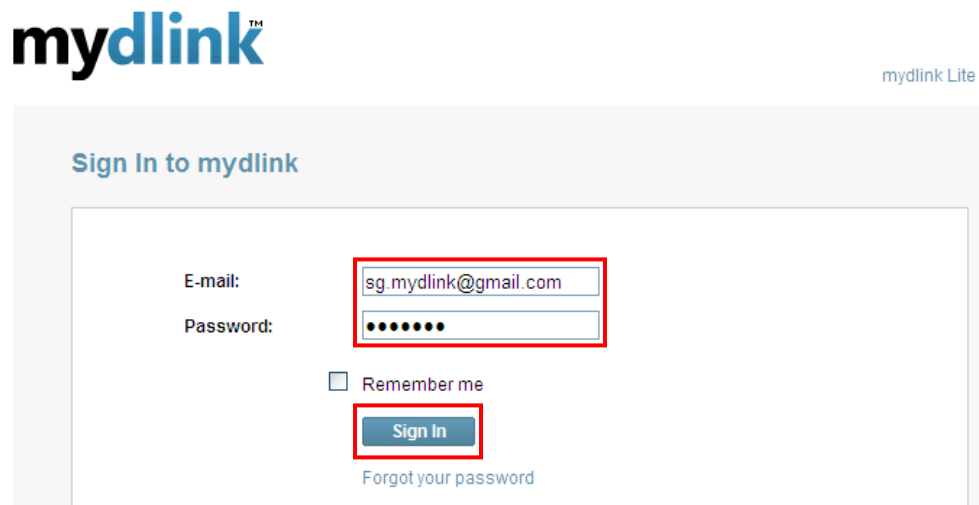 mydlink™
mydlink Lite
Sign In to mydlink
E-mail: sg.mydlink@gmail.com
Password: •••••••
Remember me
Sign In
Forgot your password